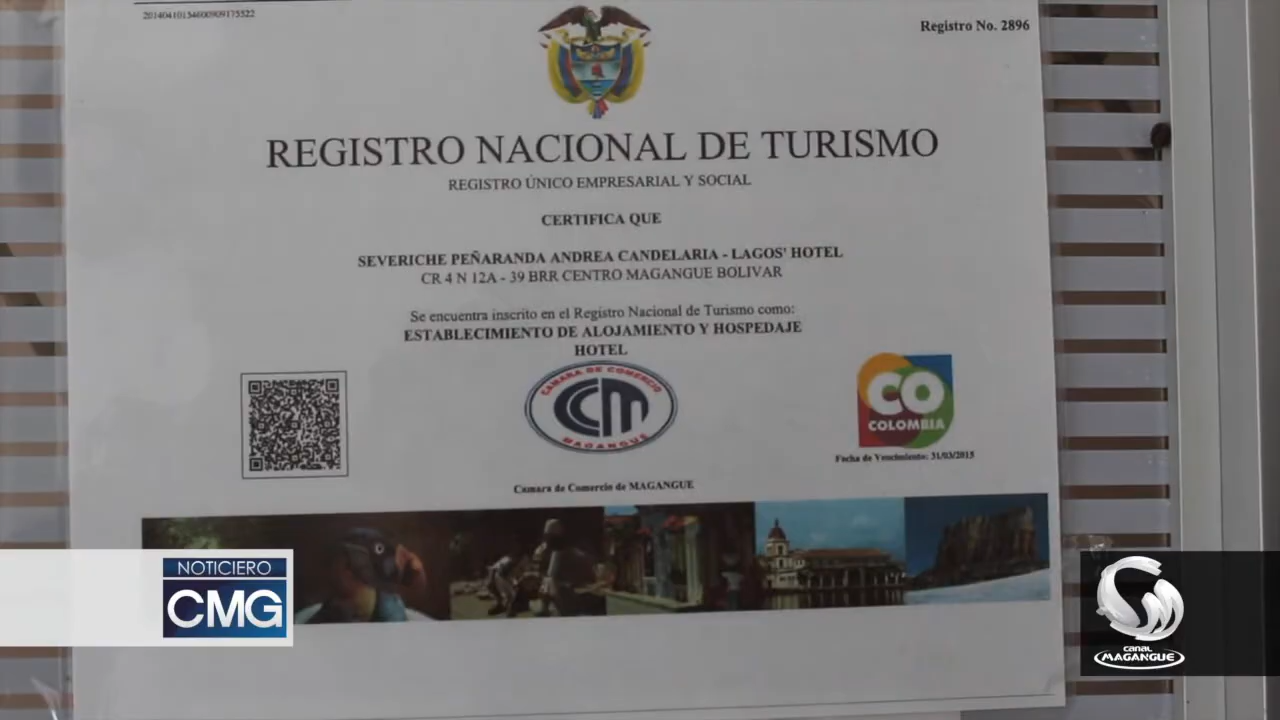 20140410154600909175522
Registro No. 2896
REGISTRO NACIONAL DE TURISMO
REGISTRO ÚNICO EMPRESARIAL Y SOCIAL
CERTIFICA QUE
SEVERICHE PEÑARANDA ANDREA CANDELARIA - LAGOS' HOTEL
CR 4 N 12A - 39 BRR CENTRO MAGANGUE BOLIVAR
Se encuentra inscrito en el Registro Nacional de Turismo como:
ESTABLECIMIENTO DE ALOJAMIENTO Y HOSPEDAJE
HOTEL
CAMARA DE COMERCIO
CCM
MAGANGUE
CO
COLOMBIA
Fecha de Vencimiento: 31/03/2015
Camara de Comercio de MAGANGUE
NOTICIERO
CMG
canal
MAGANGUE